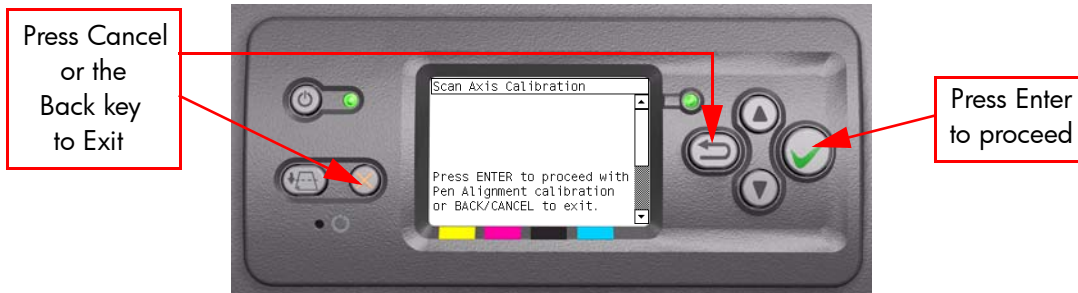 Press Cancel
or the
Back key
to Exit
Scan Axis Calibration
Press ENTER to proceed with
Pen Alignment calibration
or BACK/CANCEL to exit.
Press Enter
to proceed